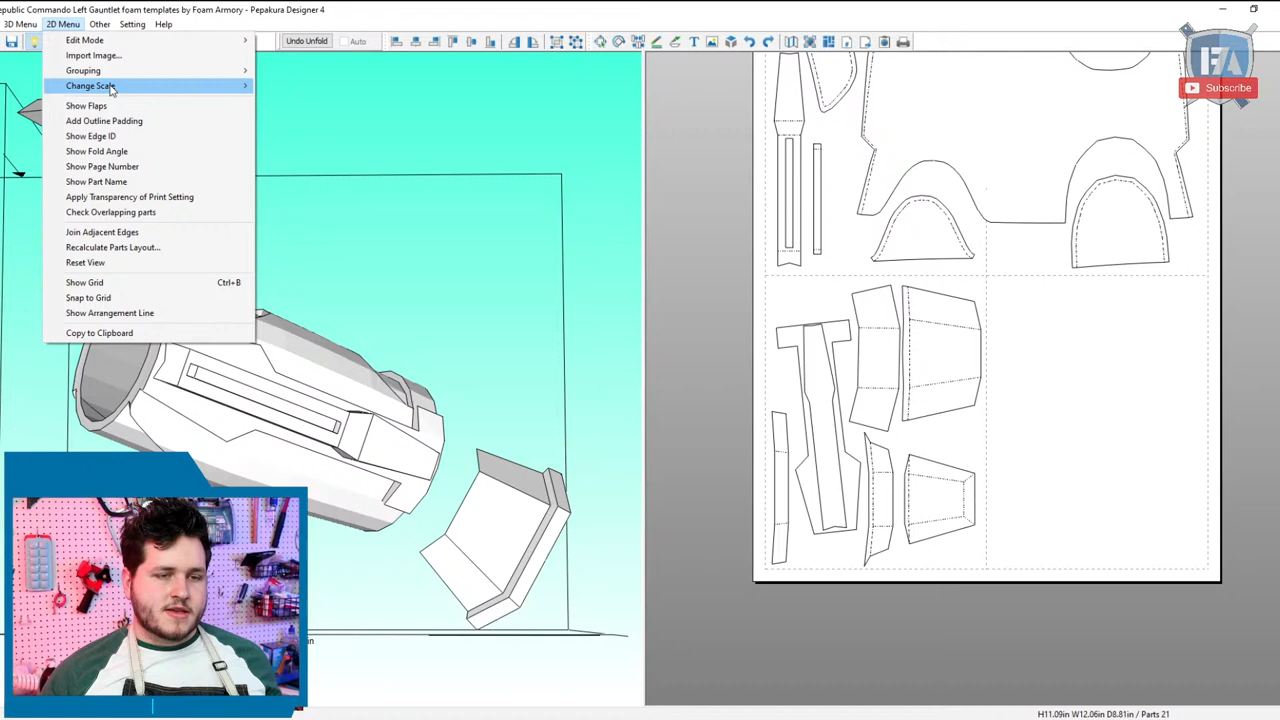 epublic Commando Left Gauntlet foam templates by Foam Armory - Pepakura Designer 4
3D Menu 2D Menu Other Setting Help
Undo Unfold Auto
Edit Mode
Import Image...
Grouping
Change Scale
Show Flaps
Add Outline Padding
Show Edge ID
Show Fold Angle
Show Page Number
Show Part Name
Apply Transparency of Print Setting
Check Overlapping parts
Join Adjacent Edges
Recalculate Parts Layout...
Reset View
Show Grid Ctrl+B
Snap to Grid
Show Arrangement Line
Copy to Clipboard
FA
Subscribe
in
H11.09in W12.06in D8.81in / Parts 21